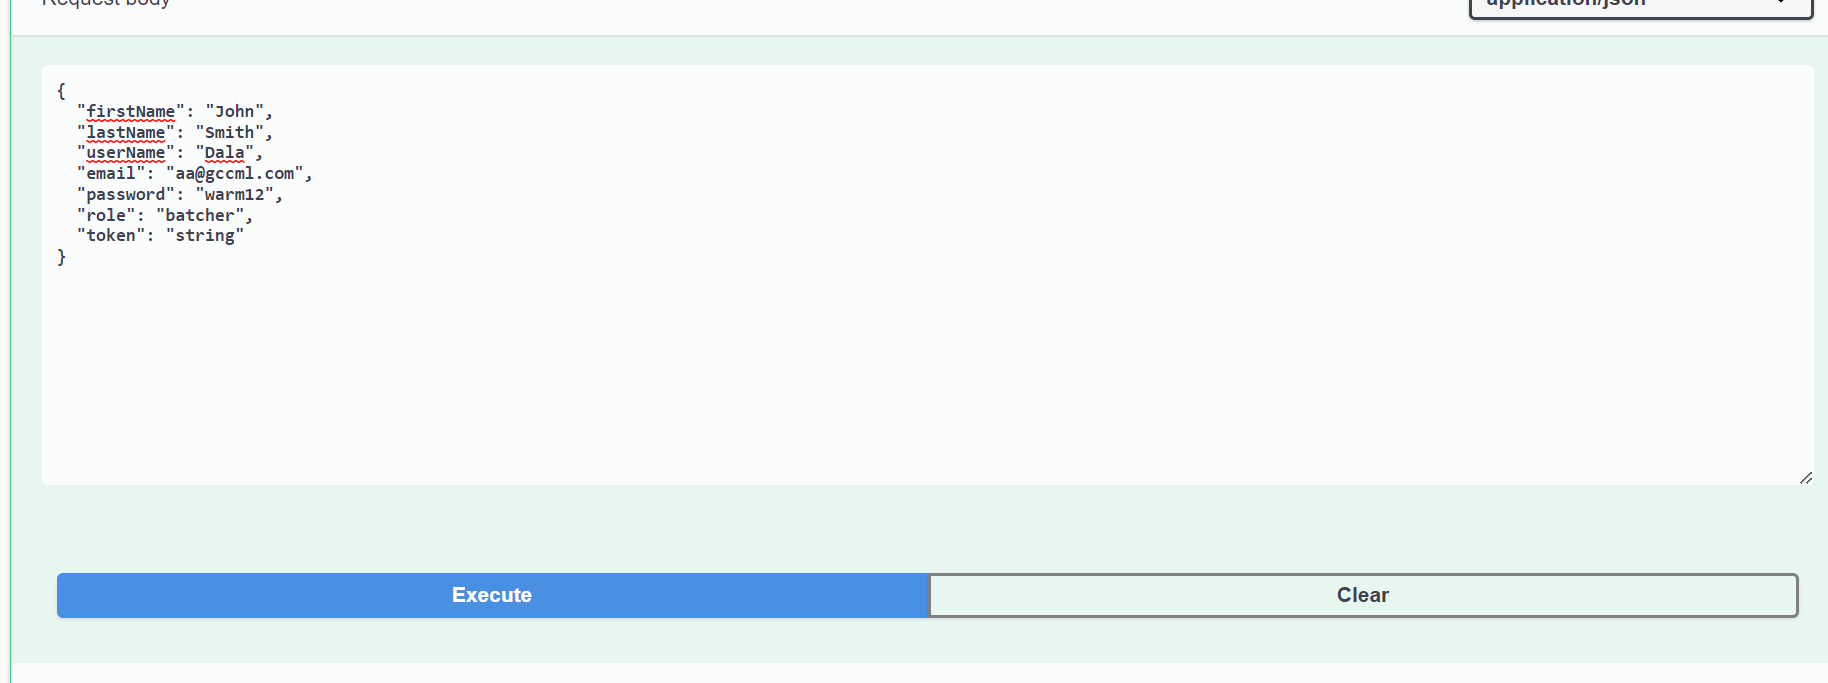 Request body
application/json
{
  "firstName": "John",
  "lastName": "Smith",
  "userName": "Dala",
  "email": "aa@gccml.com",
  "password": "warm12",
  "role": "batcher",
  "token": "string"
}
Execute
Clear